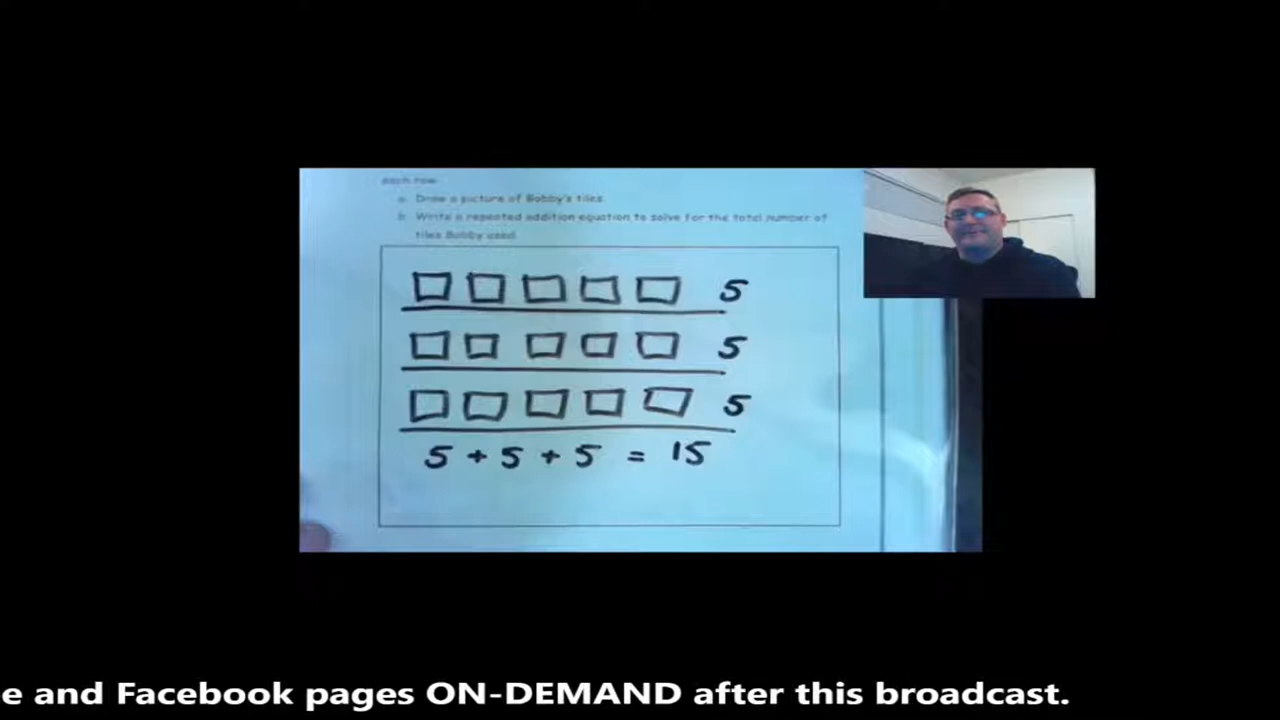 each row.
a. Draw a picture of Bobby's tiles.
b. Write a repeated addition equation to solve for the total number of
tiles Bobby used.
5
5
5
5 + 5 + 5 = 15
e and Facebook pages ON-DEMAND after this broadcast.